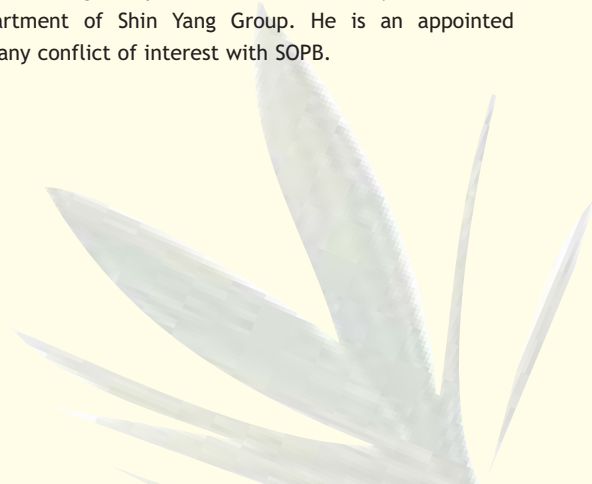 artment of Shin Yang Group. He is an appointed
any conflict of interest with SOPB.